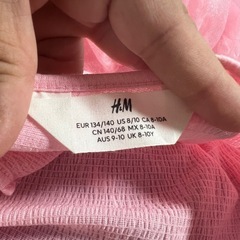 H&M
EUR 134/140 US 8/10 CA 8-10A
CN 140/68 MX 8-10A
AUS 9-10 UK 8-10Y